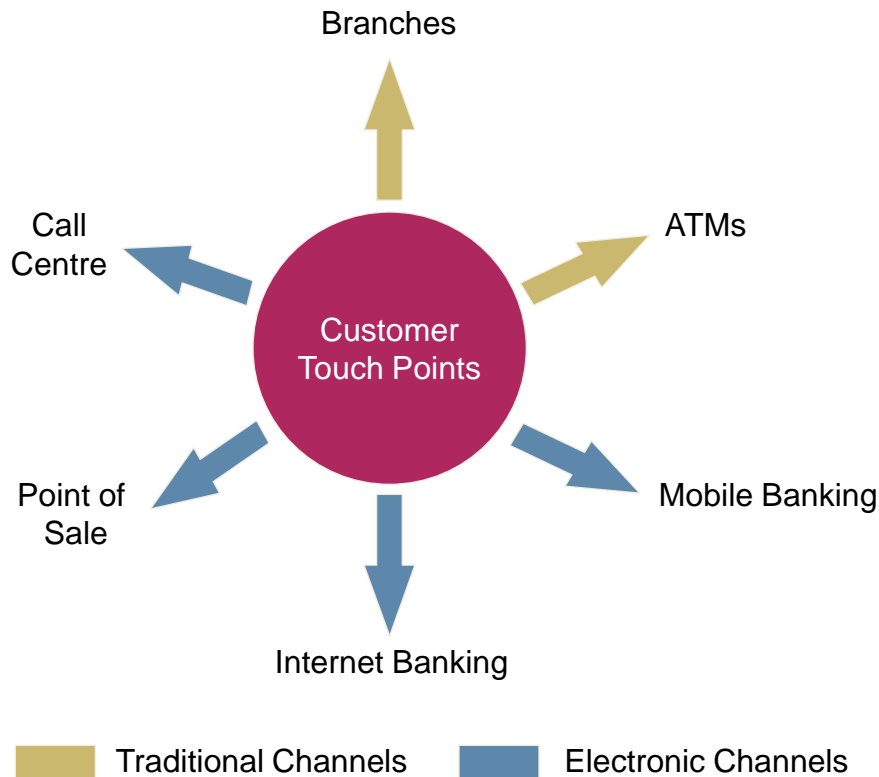 Branches
Call
Centre
ATMs
Customer
Touch Points
Point of
Sale
Mobile Banking
Internet Banking
Traditional Channels
Electronic Channels